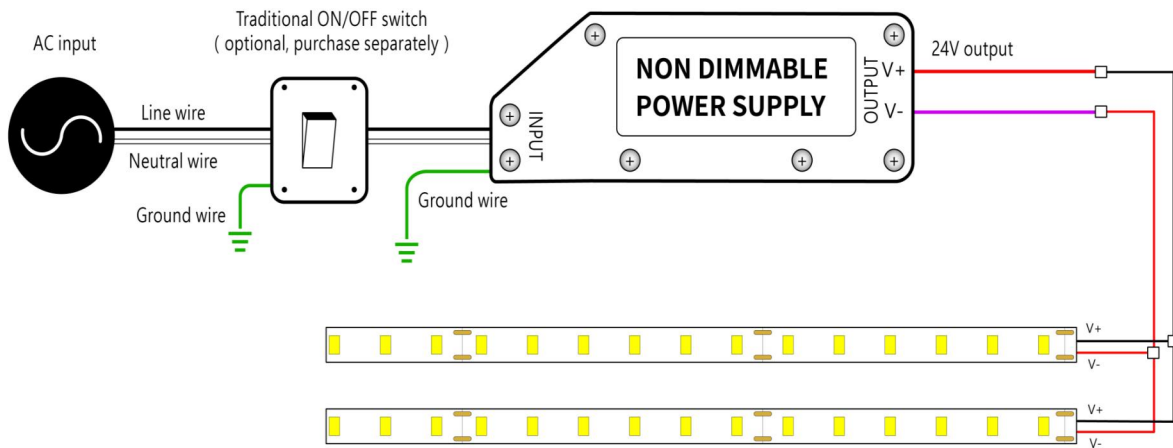 AC input
Traditional ON/OFF switch
( optional, purchase separately )
Line wire
Neutral wire
Ground wire
Ground wire
INPUT
NON DIMMABLE
POWER SUPPLY
OUTPUT
V+
V-
24V output
V+
V-
V+
V-